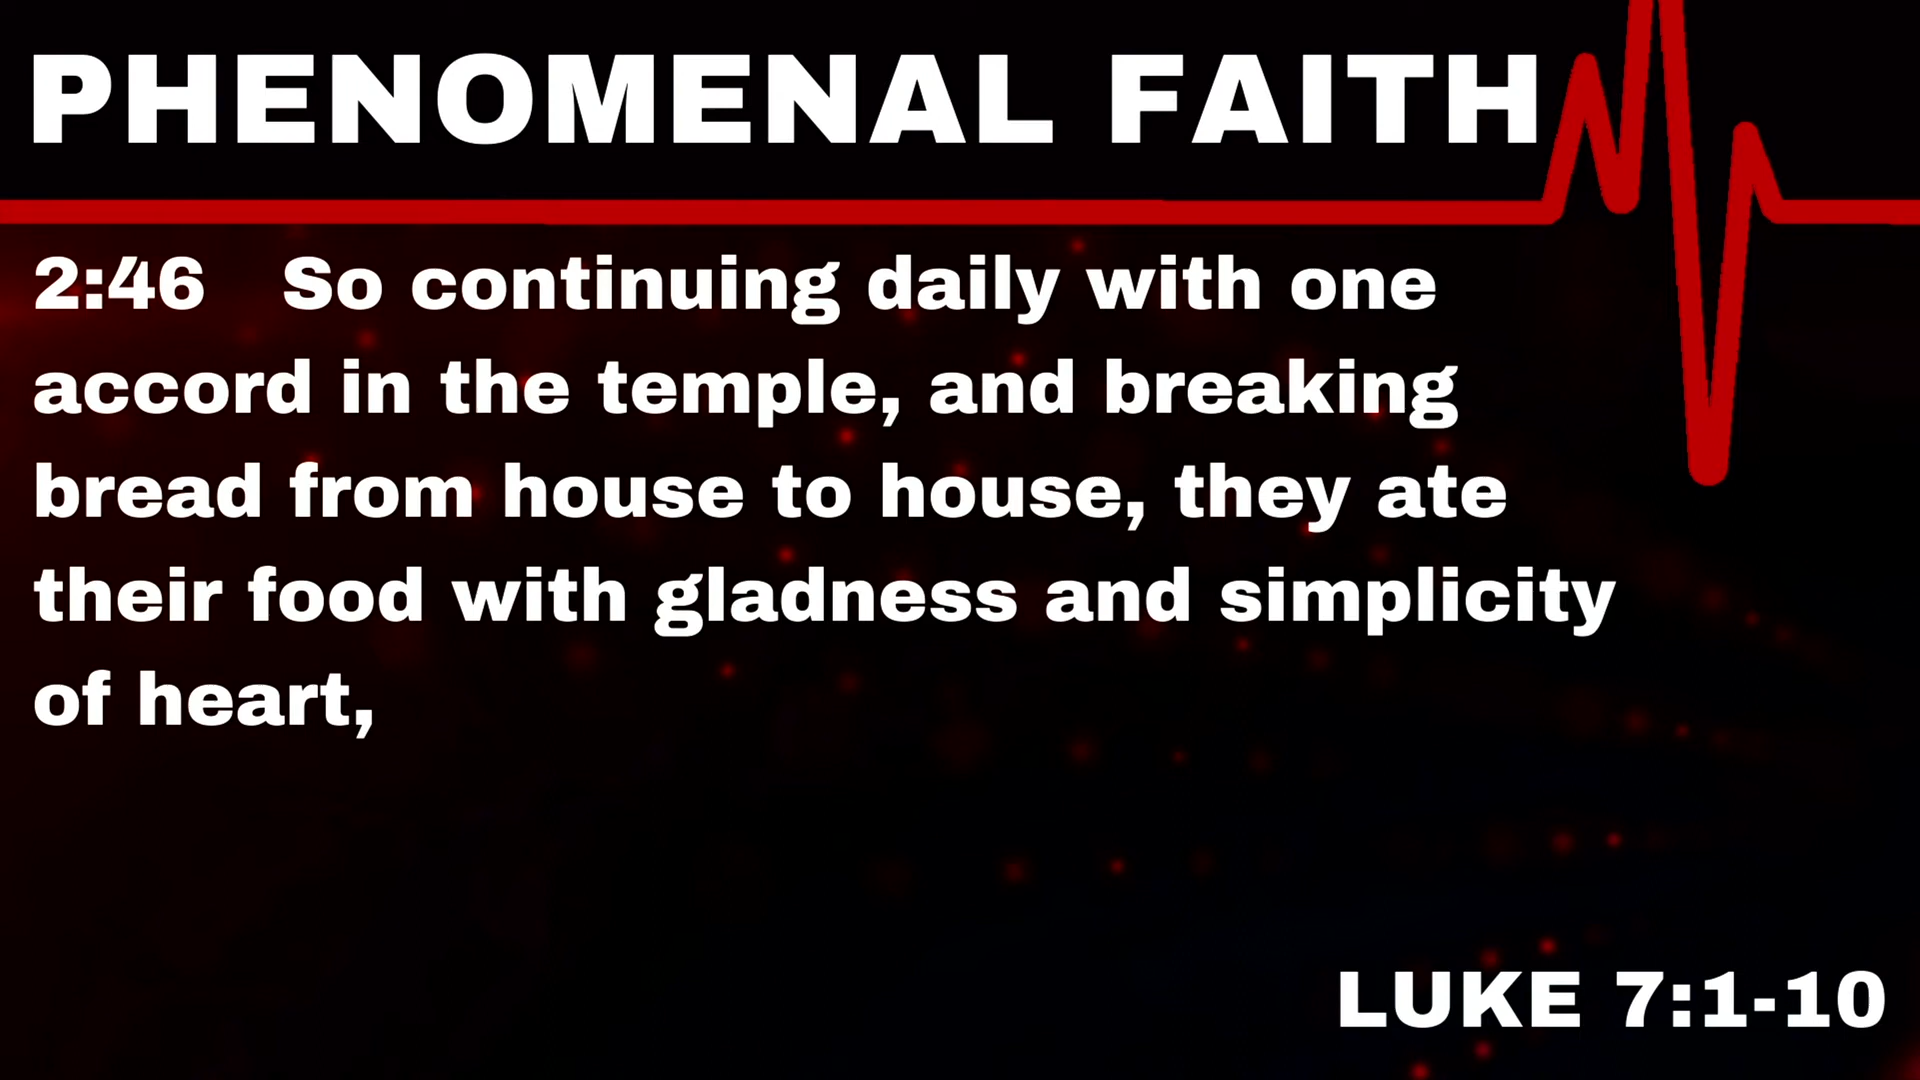 PHENOMENAL FAITH
2:46 So continuing daily with one
accord in the temple, and breaking
bread from house to house, they ate
their food with gladness and simplicity
of heart,
LUKE 7:1-10